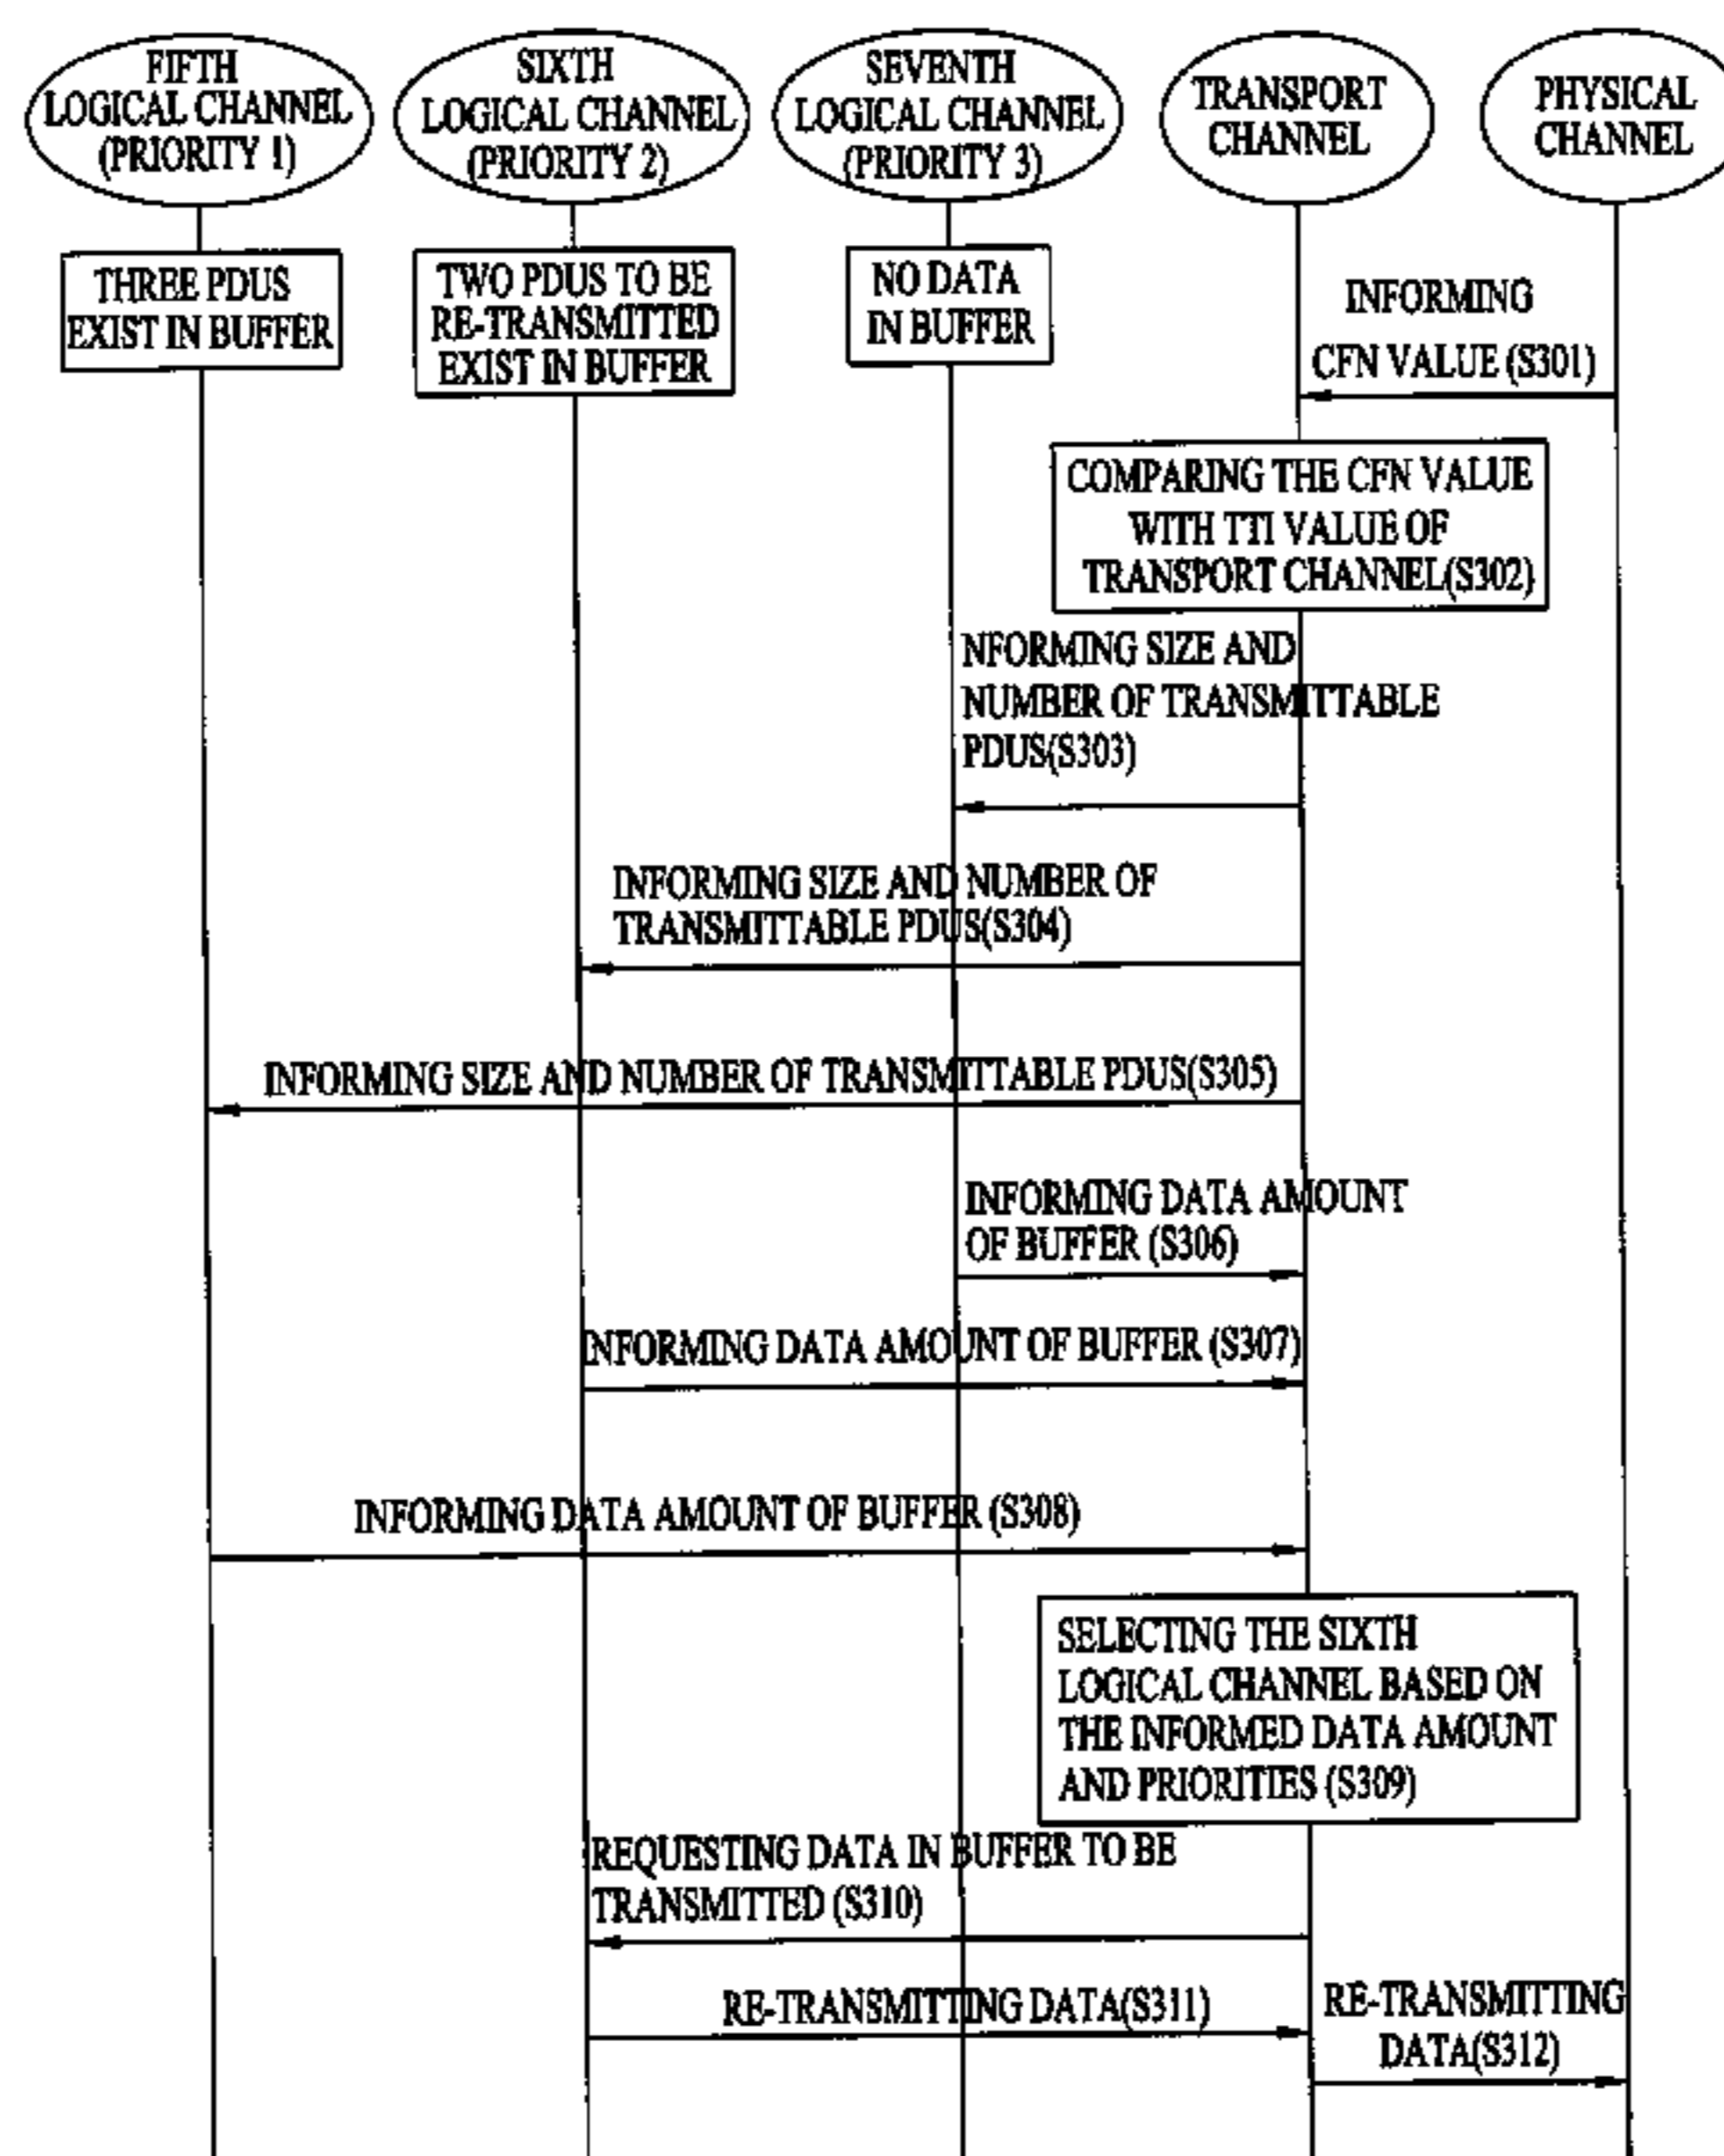 FIFTH
LOGICAL CHANNEL
(PRIORITY 1)
SIXTH
LOGICAL CHANNEL
(PRIORITY 2)
SEVENTH
LOGICAL CHANNEL
(PRIORITY 3)
TRANSPORT
CHANNEL
PHYSICAL
CHANNEL
THREE PDUS
EXIST IN BUFFER
TWO PDUS TO BE
RE-TRANSMITTED
EXIST IN BUFFER
NO DATA
IN BUFFER
INFORMING
CFN VALUE (S301)
COMPARING THE CFN VALUE
WITH TTI VALUE OF
TRANSPORT CHANNEL(S302)
NFORMING SIZE AND
NUMBER OF TRANSMITTABLE
PDUS(S303)
INFORMING SIZE AND NUMBER OF
TRANSMITTABLE PDUS(S304)
INFORMING SIZE AND NUMBER OF TRANSMITTABLE PDUS(S305)
INFORMING DATA AMOUNT
OF BUFFER (S306)
INFORMING DATA AMOUNT OF BUFFER (S307)
INFORMING DATA AMOUNT OF BUFFER (S308)
SELECTING THE SIXTH
LOGICAL CHANNEL BASED ON
THE INFORMED DATA AMOUNT
AND PRIORITIES (S309)
REQUESTING DATA IN BUFFER TO BE
TRANSMITTED (S310)
RE-TRANSMITTING DATA(S311)
RE-TRANSMITTING
DATA(S312)